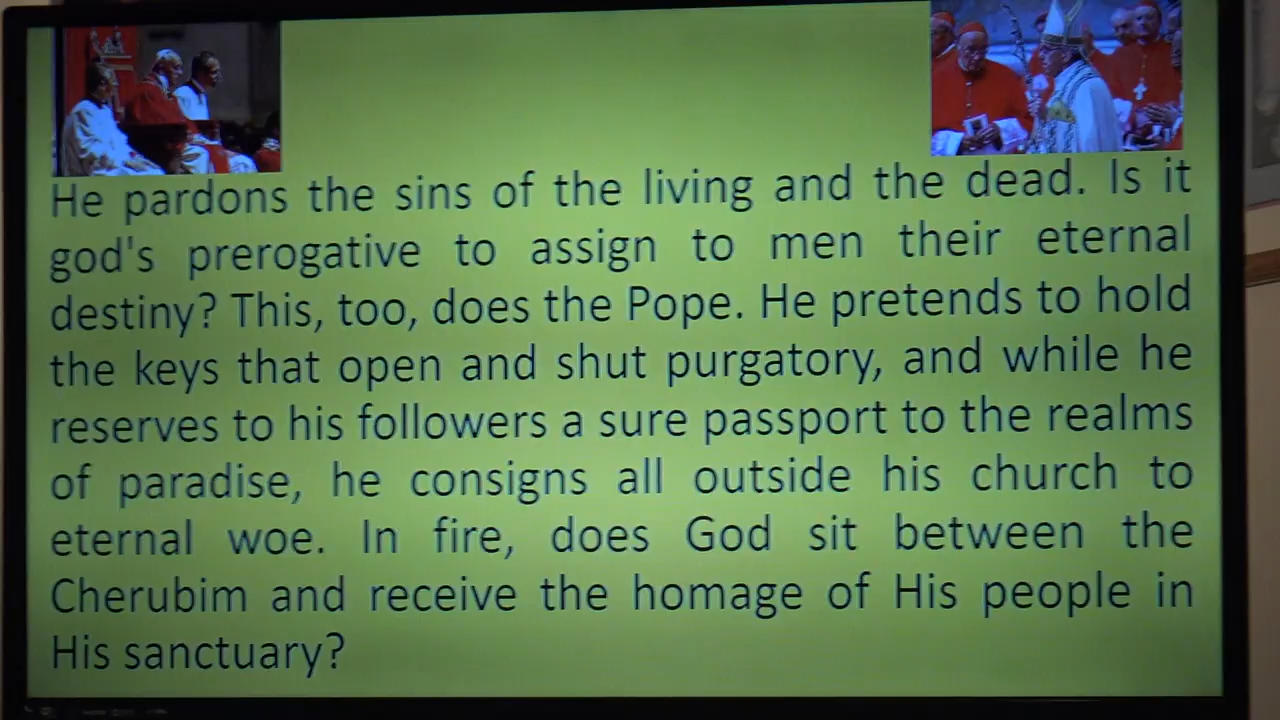 He pardons the sins of the living and the dead. Is it
god's prerogative to assign to men their eternal
destiny? This, too, does the Pope. He pretends to hold
the keys that open and shut purgatory, and while he
reserves to his followers a sure passport to the realms
of paradise, he consigns all outside his church to
eternal woe. In fire, does God sit between the
Cherubim and receive the homage of His people in
His sanctuary?